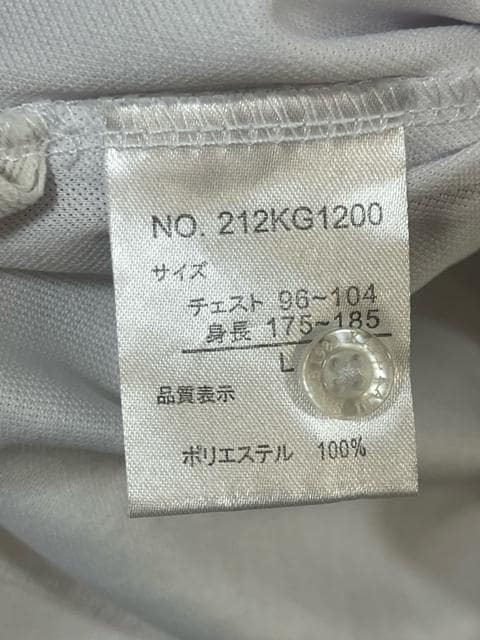 NO. 212KG1200
サイズ
チェスト 96~104
身長 175~185
L
品質表示
ポリエステル 100%